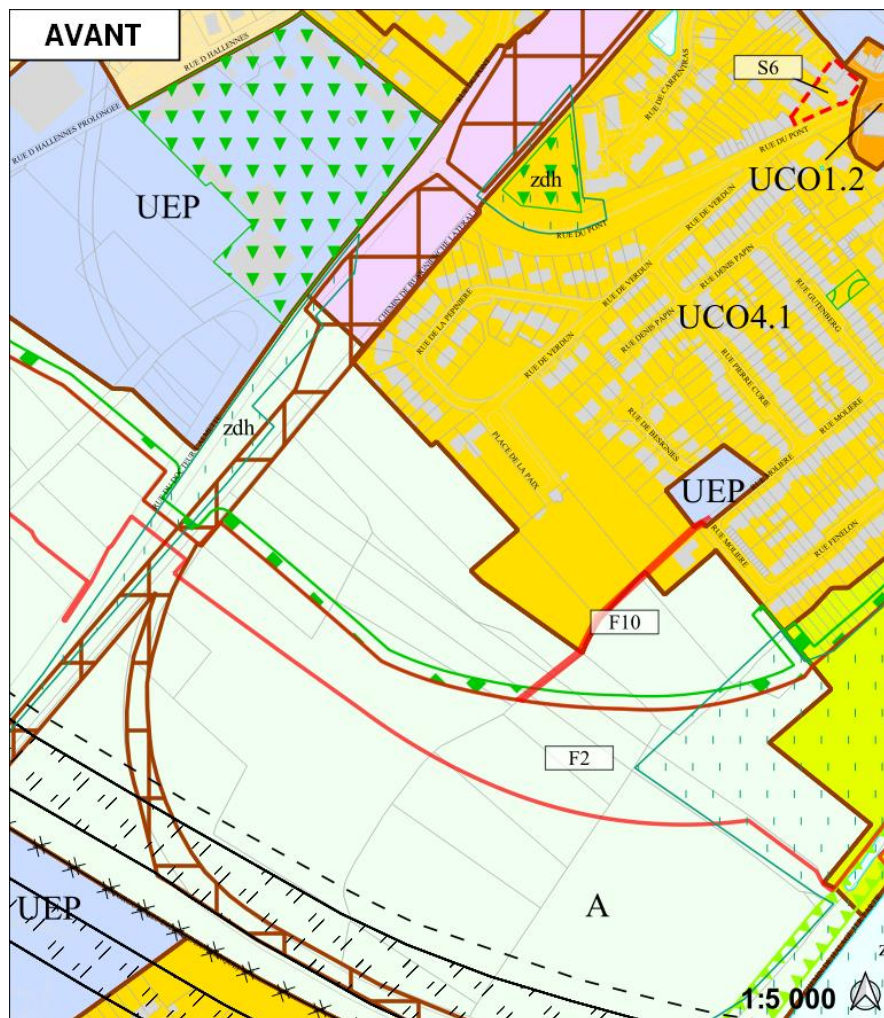 AVANT
RUE D HALLENNES
RUE D HALLENNES PROLONGEE
S6
RUE DE CARPENTRAS
RUE DU PONT
UCO1.2
zdh
UEP
RUE DU PONT
RUE DE VERDUN
RUE DENIS PAPIN
RUE GUTENBERG
RUE DE LA PEPINIERE
RUE DE VERDUN
UCO4.1
RUE DENIS PAPIN
RUE DE VERDUN
RUE PIERRE CURIE
RUE MOLIERE
RUE DE BESIGNIES
zdh
PLACE DE LA PAIX
UEP
RUE MOLIERE
RUE MOLIERE
RUE FENELON
F10
F2
A
UEP
z
1:5 000